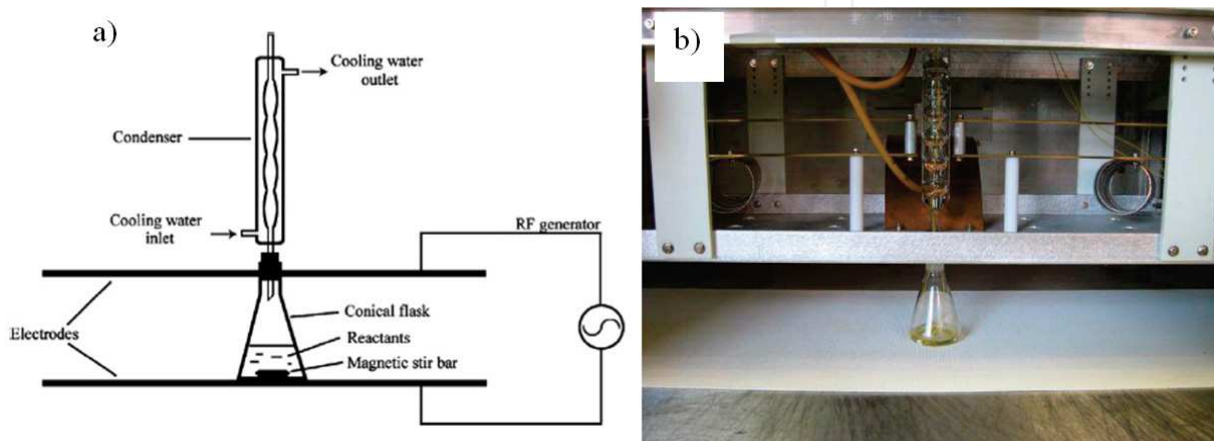 a)
Cooling water
outlet
Condenser
Cooling water
inlet
RF generator
Conical flask
Reactants
Electrodes
Magnetic stir bar
b)